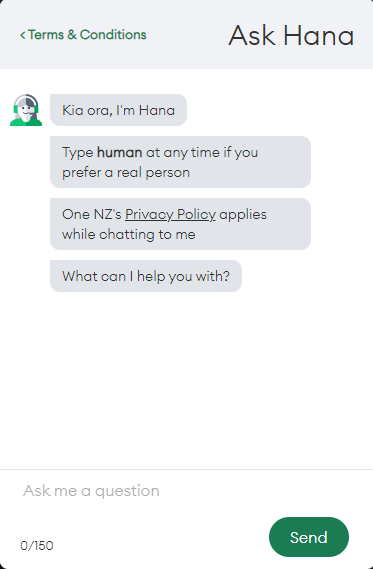 < Terms & Conditions
Ask Hana
Kia ora, I'm Hana
Type human at any time if you
prefer a real person
One NZ's Privacy Policy applies
while chatting to me
What can I help you with?
Ask me a question
0/150
Send